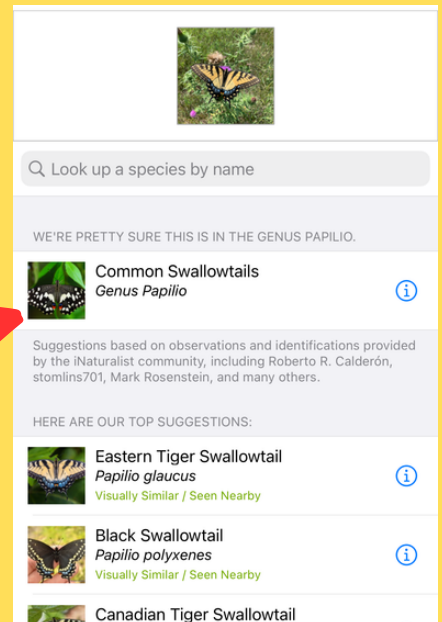 Look up a species by name
WE'RE PRETTY SURE THIS IS IN THE GENUS PAPILIO.
Common Swallowtails
Genus Papilio
Suggestions based on observations and identifications provided
by the iNaturalist community, including Roberto R. Calderón,
stomlins701, Mark Rosenstein, and many others.
HERE ARE OUR TOP SUGGESTIONS:
Eastern Tiger Swallowtail
Papilio glaucus
Visually Similar / Seen Nearby
Black Swallowtail
Papilio polyxenes
Visually Similar / Seen Nearby
Canadian Tiger Swallowtail